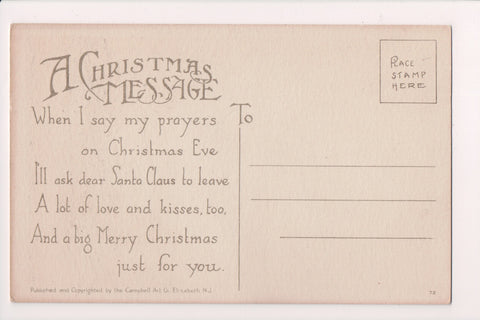 A CHRISTMAS
MESSAGE
When I say my prayers
on Christmas Eve
I'll ask dear Santa Claus to leave
A lot of love and kisses, too,
And a big Merry Christmas
just for you.
Published and Copyrighted by the Campbell Art Co. Elizabeth N.J.
To
PLACE
STAMP
HERE